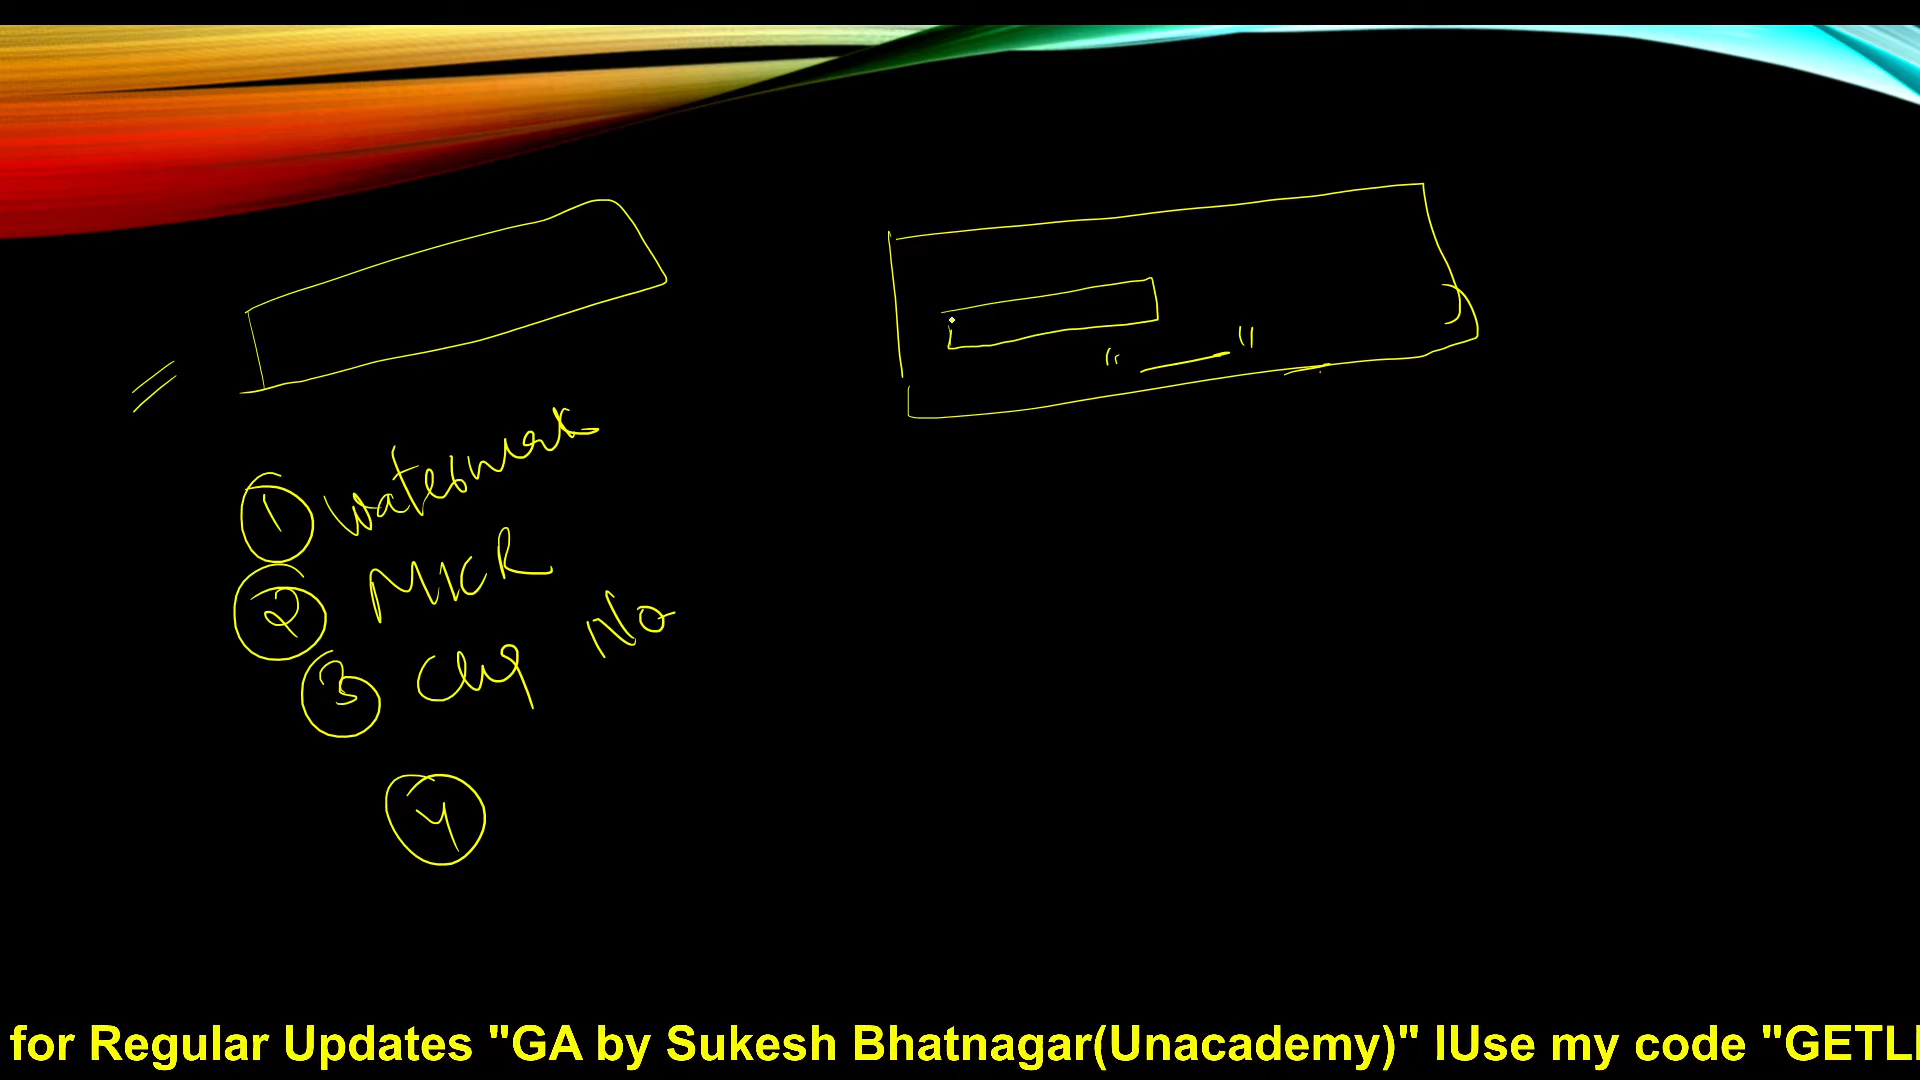 " "
① Watermark
② MICR
③ Chq No
④
for Regular Updates "GA by Sukesh Bhatnagar(Unacademy)" lUse my code "GETLI